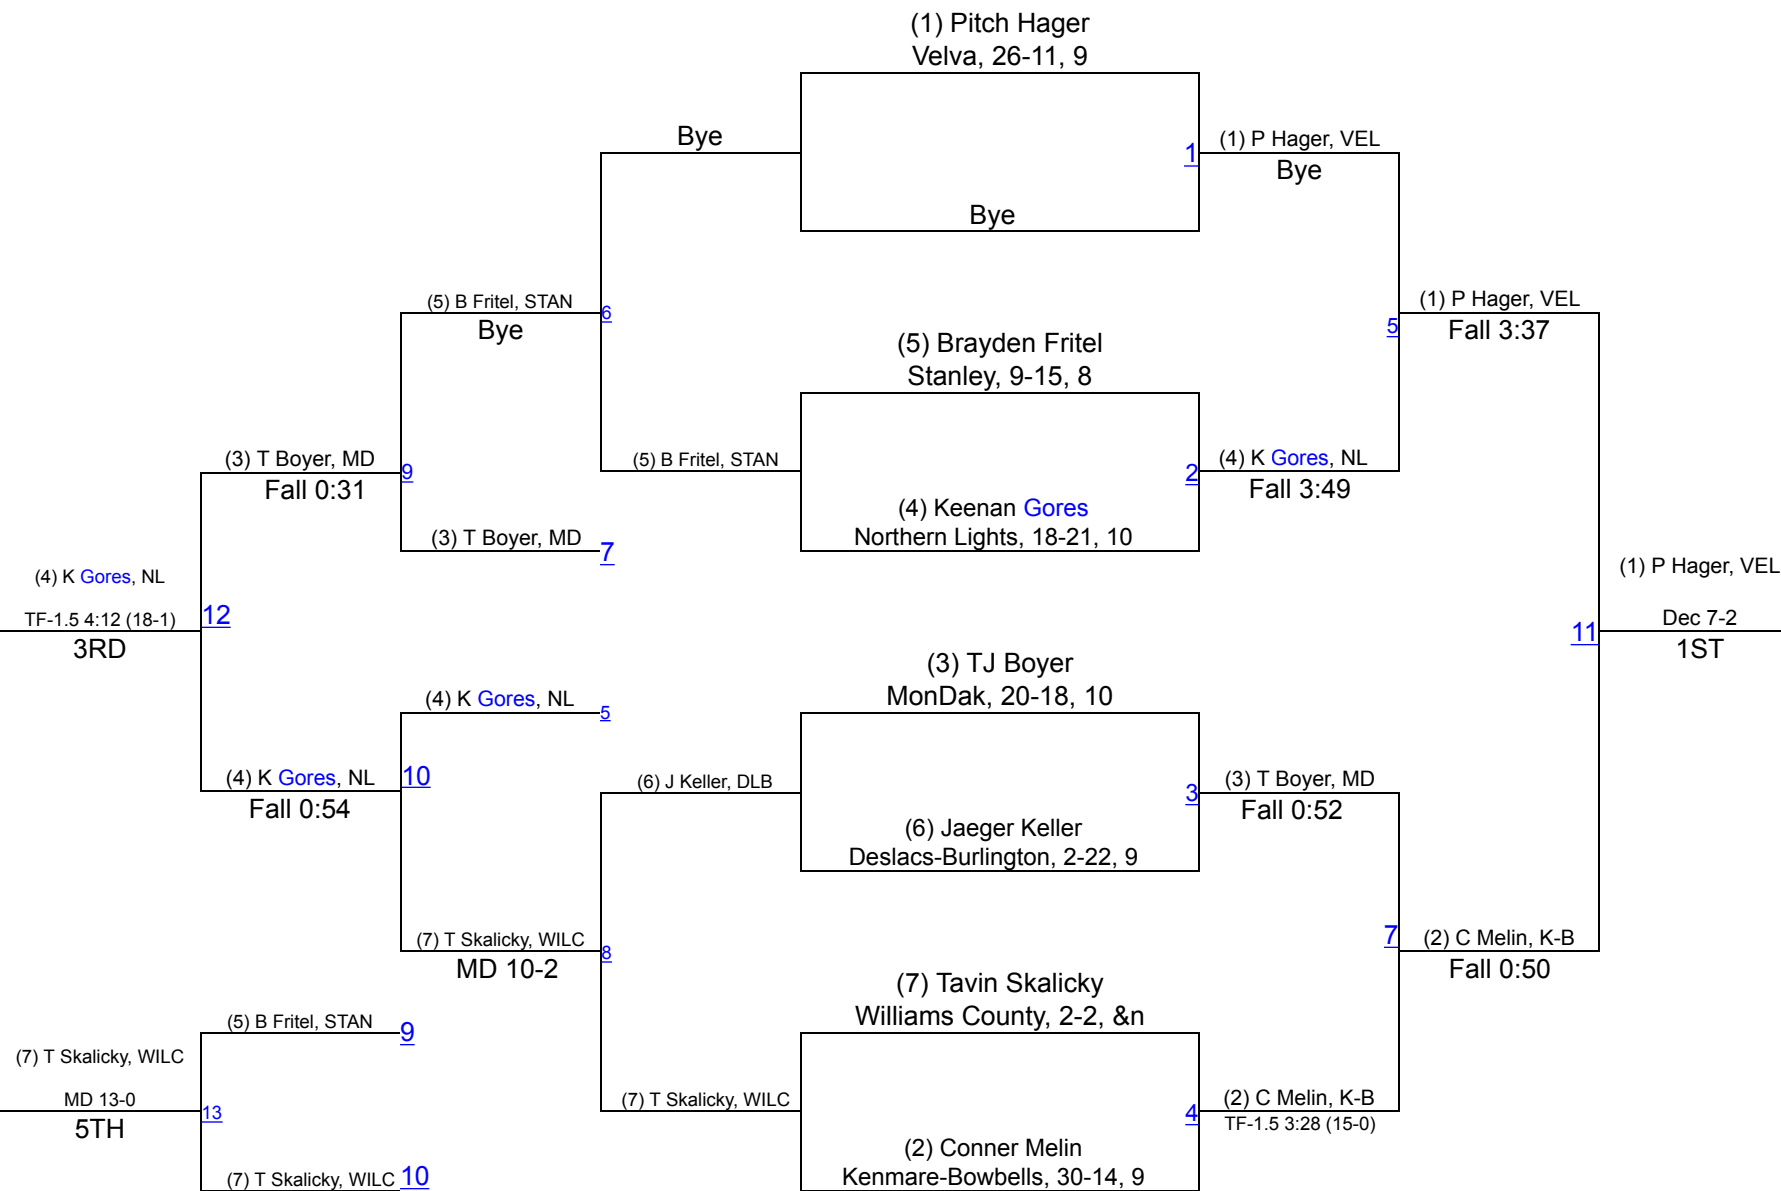 (1) Pitch Hager
Velva, 26-11, 9
Bye
1
(1) P Hager, VEL
Bye
Bye
(5) B Fritel, STAN
Bye
6
(1) P Hager, VEL
Fall 3:37
5
(5) Brayden Fritel
Stanley, 9-15, 8
(3) T Boyer, MD
Fall 0:31
9
(5) B Fritel, STAN
2
(4) K Gores, NL
Fall 3:49
(4) Keenan Gores
Northern Lights, 18-21, 10
(3) T Boyer, MD
7
(4) K Gores, NL
TF-1.5 4:12 (18-1)
3RD
12
(1) P Hager, VEL
Dec 7-2
1ST
11
(3) TJ Boyer
MonDak, 20-18, 10
(4) K Gores, NL
5
(4) K Gores, NL
Fall 0:54
10
(6) J Keller, DLB
3
(3) T Boyer, MD
Fall 0:52
(6) Jaeger Keller
Deslacs-Burlington, 2-22, 9
(7) T Skalicky, WILC
MD 10-2
8
7
(2) C Melin, K-B
Fall 0:50
(7) Tavin Skalicky
Williams County, 2-2, &n
(5) B Fritel, STAN
9
(7) T Skalicky, WILC
MD 13-0
5TH
13
(7) T Skalicky, WILC
4
(2) C Melin, K-B
TF-1.5 3:28 (15-0)
(2) Conner Melin
Kenmare-Bowbells, 30-14, 9
(7) T Skalicky, WILC
10